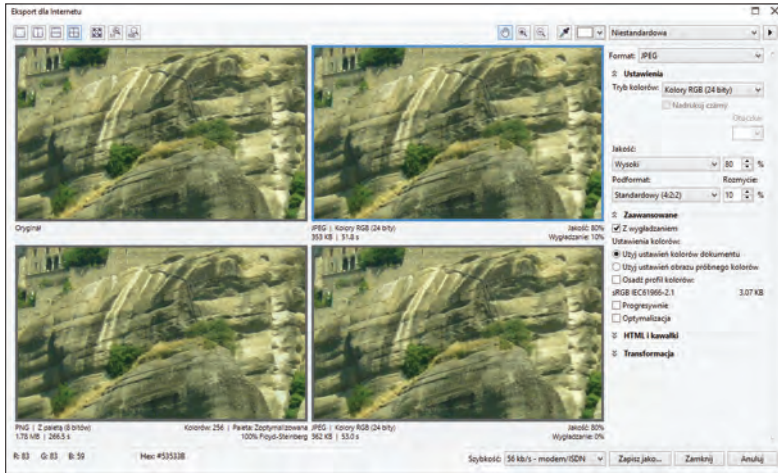 Eksport dla Internetu
Niestandardowa
Format: JPEG
Ustawienia
Tryb kolorów: Kolory RGB (24 bity)
Nadrukuj czarny
Otoczka:
Jakość:
Wysoki 80 %
Podformat: Rozmycie:
Standardowy (4:2:2) 10 %
Zaawansowane
Z wygładzaniem
Ustawienia kolorów:
Użyj ustawień kolorów dokumentu
Użyj ustawień obrazu próbnego kolorów
Osadź profil kolorów:
sRGB IEC61966-2.1 3.07 KB
Progresywnie
Optymalizacja
HTML i kawałki
Transformacja
Oryginał
JPEG | Kolory RGB (24 bity) Jakość: 80%
353 KB | 51.8 s Wygładzanie: 10%
PNG | Z paletą (8 bitów) Kolorów: 256 | Paleta: Zoptymalizowana
1.78 MB | 266.5 s 100% Floyd-Steinberg
JPEG | Kolory RGB (24 bity) Jakość: 80%
362 KB | 53.0 s Wygładzanie: 0%
R: 83 G: 83 B: 59 Hex: #53533B
Szybkość: 56 kb/s - modem/ISDN
Zapisz jako... Zamknij Anuluj